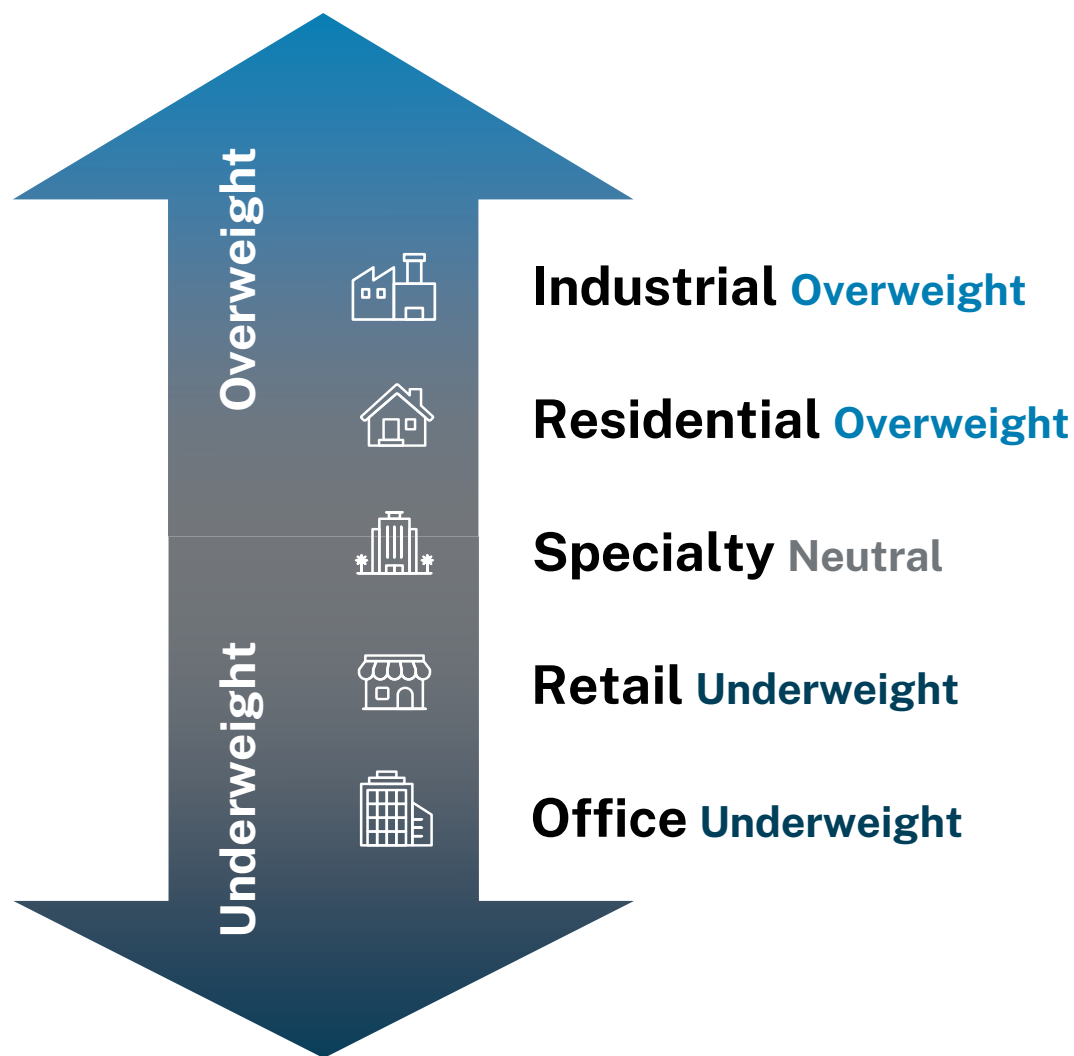 Overweight
Industrial Overweight
Residential Overweight
Specialty Neutral
Underweight
Retail Underweight
Office Underweight